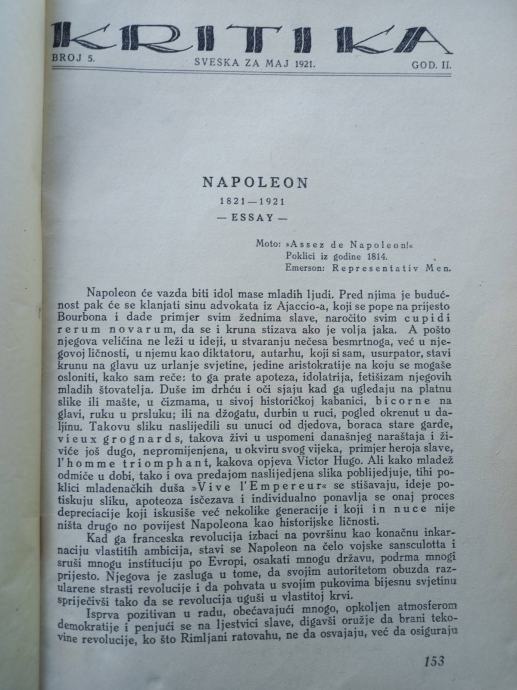 KRITIKA
BROJ 5. SVESKA ZA MAJ 1921. GOD. II.
NAPOLEON
1821—1921
— ESSAY —
Moto: »Assez de Napoleon!«
Poklici iz godine 1814.
Emerson: Representativ Men.
Napoleon će vazda biti idol mase mladih ljudi. Pred njima je buduć-
nost pak će se klanjati sinu advokata iz Ajaccio-a, koji se pope na prijesto
Bourbona i dade primjer svim žednima slave, naročito svim cupidi
rerum novarum, da se i kruna stizava ako je volja jaka. A pošto
njegova veličina ne leži u ideji, u stvaranju nečesa besmrtnoga, već u nje-
govoj ličnosti, u njemu kao diktatoru, autarhu, koji si sam, usurpator, stavi
krunu na glavu uz urlanje svjetine, jedine aristokratije na koju se mogaše
osloniti, kako sam reče: to ga prate apoteza, idolatrija, fetišizam njegovih
mladih štovatelja. Duše im drhću i oči sjaju kad ga ugledaju na platnu
slike ili mašte, u čizmama, u sivoj historičkoj kabanici, bicorne na
glavi, ruku u prsluku; ili na džogatu, durbin u ruci, pogled okrenut u da-
ljinu. Takovu sliku naslijedili su unuci od djedova, boraca stare garde,
vieux grognards, takova živi u uspomeni današnjeg naraštaja i ži-
viće još dugo, nepromijenjena, u okviru svog vijeka, primjer heroja slave,
l'homme triomphant, kakova opjeva Victor Hugo. Ali kako mladež
odmiče u dobi, tako i ova predajom naslijedjena slika poblijedjuje, tihi po-
klici mladenačkih duša »Vive l'Empereur« se stišavaju, ideje po-
tiskuju sliku, apoteoza isčezava i individualno ponavlja se onaj proces
depreciacije koji iskusiše već nekolike generacije i koji in nuce nije
ništa drugo no povijest Napoleona kao historijske ličnosti.
Kad ga franceska revolucija izbaci na površinu kao konačnu inkar-
naciju vlastitih ambicija, stavi se Napoleon na čelo vojske sansculotta i
sruši mnogu instituciju po Evropi, osakati mnogu državu, podrma mnogi
prijesto. Njegova je zasluga u tome, da svojim autoritetom obuzda raz-
ularene strasti revolucije i da pohvata u svojim pukovima bijesnu svjetinu
spriječivši tako da se revolucija uguši u vlastitoj krvi.
Isprva pozitivan u radu, obećavajući mnogo, opkoljen atmosferom
demokratije i penjući se na ljestvici slave, digavši oružje da brani teko-
vine revolucije, ko što Rimljani ratovahu, ne da osvajaju, već da osiguraju
153